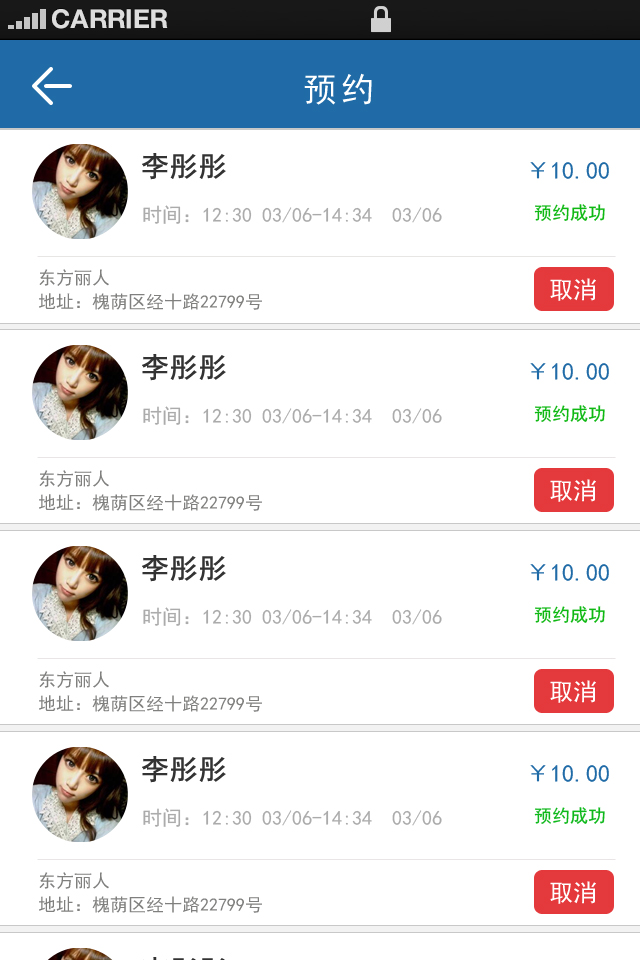 CARRIER
预约
李彤彤
￥10.00
时间：12:30 03/06-14:34 03/06
预约成功
东方丽人
地址：槐荫区经十路22799号
取消
李彤彤
￥10.00
时间：12:30 03/06-14:34 03/06
预约成功
东方丽人
地址：槐荫区经十路22799号
取消
李彤彤
￥10.00
时间：12:30 03/06-14:34 03/06
预约成功
东方丽人
地址：槐荫区经十路22799号
取消
李彤彤
￥10.00
时间：12:30 03/06-14:34 03/06
预约成功
东方丽人
地址：槐荫区经十路22799号
取消